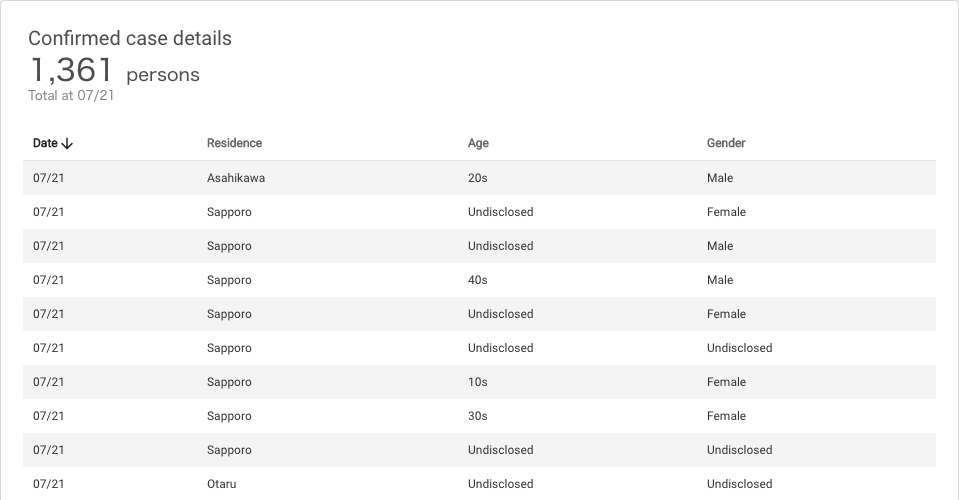 Confirmed case details
1,361 persons
Total at 07/21
Date Residence Age Gender
07/21 Asahikawa 20s Male
07/21 Sapporo Undisclosed Female
07/21 Sapporo Undisclosed Male
07/21 Sapporo 40s Male
07/21 Sapporo Undisclosed Female
07/21 Sapporo Undisclosed Undisclosed
07/21 Sapporo 10s Female
07/21 Sapporo 30s Female
07/21 Sapporo Undisclosed Undisclosed
07/21 Otaru Undisclosed Undisclosed